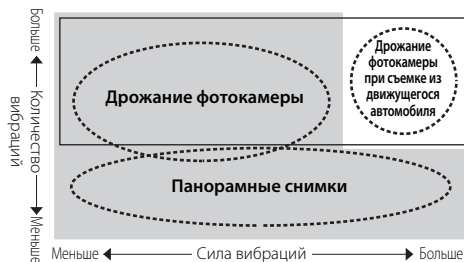 Больше
Количество
вибраций
Меньше
Дрожание фотокамеры
Дрожание
фотокамеры
при съемке из
движущегося
автомобиля
Панорамные снимки
Меньше
Сила вибраций
Больше